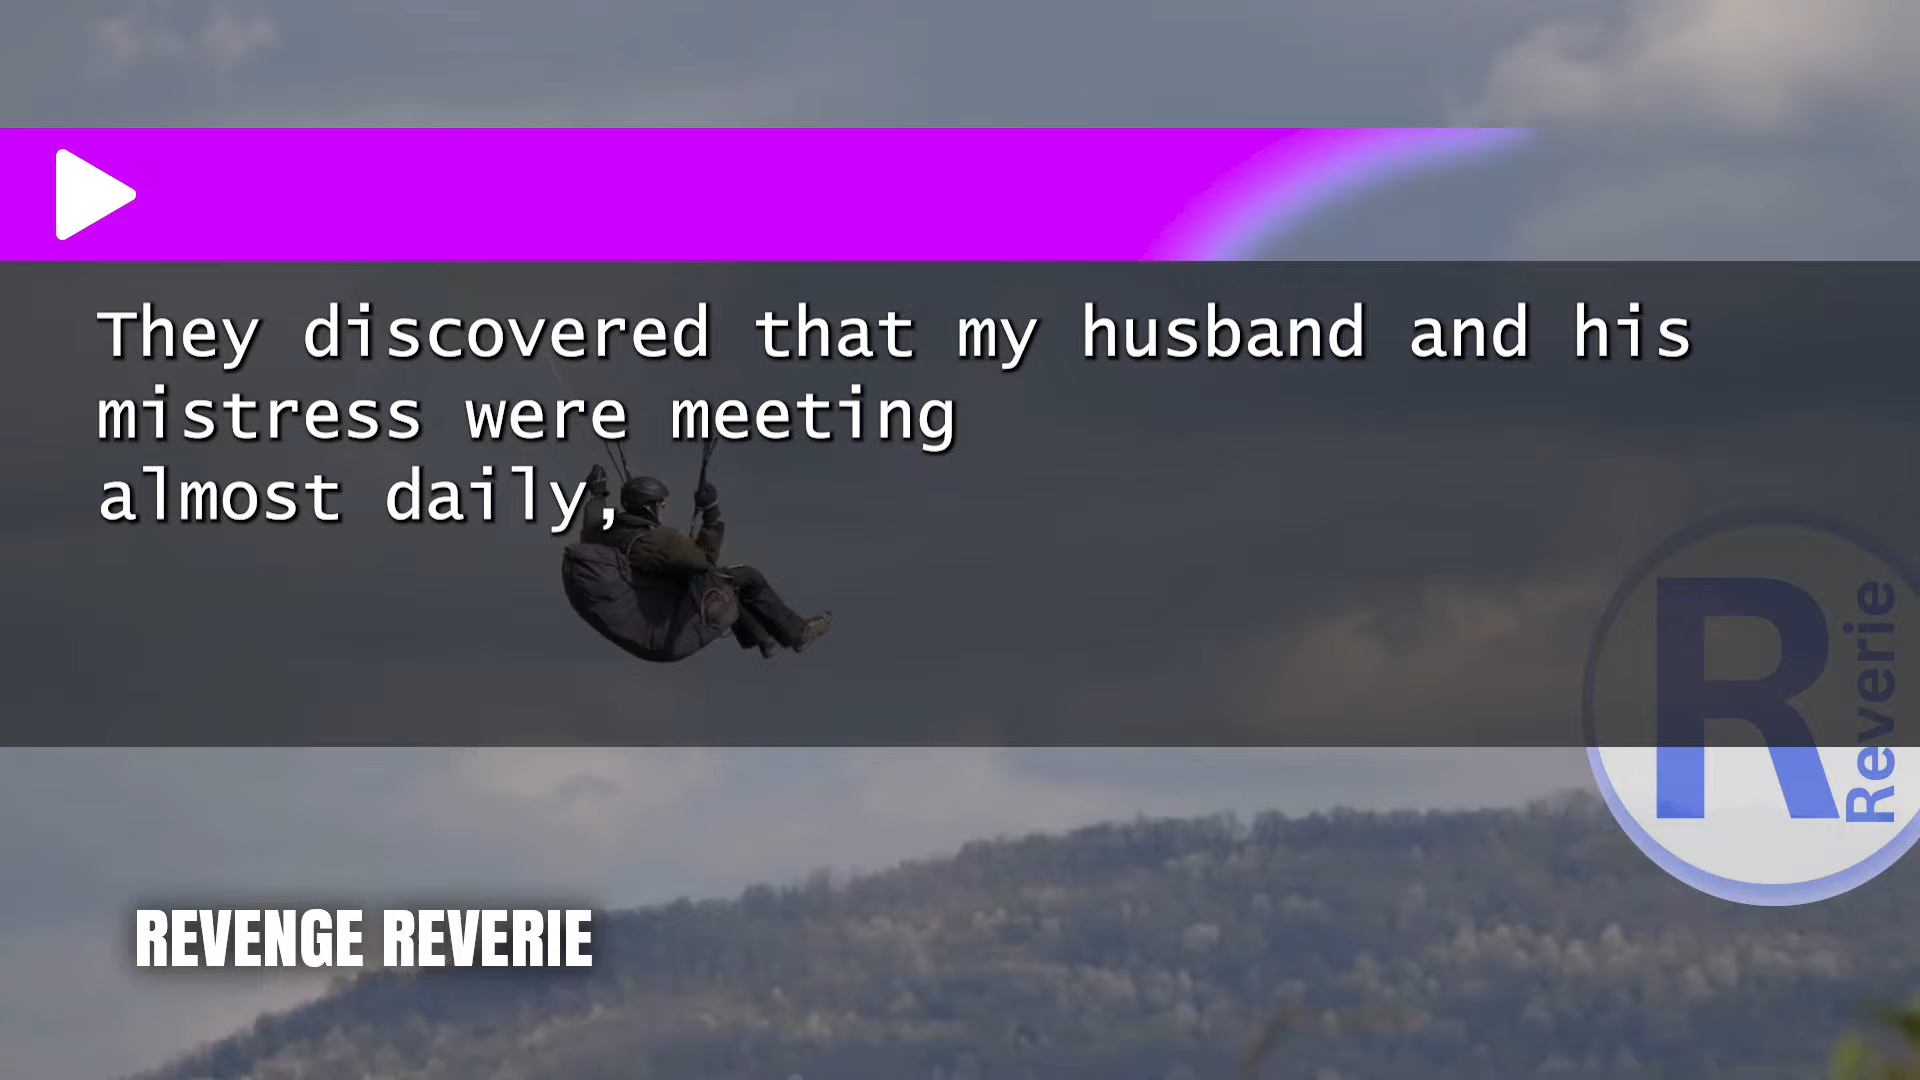 They discovered that my husband and his
mistress were meeting
almost daily,
R
Reverie
REVENGE REVERIE